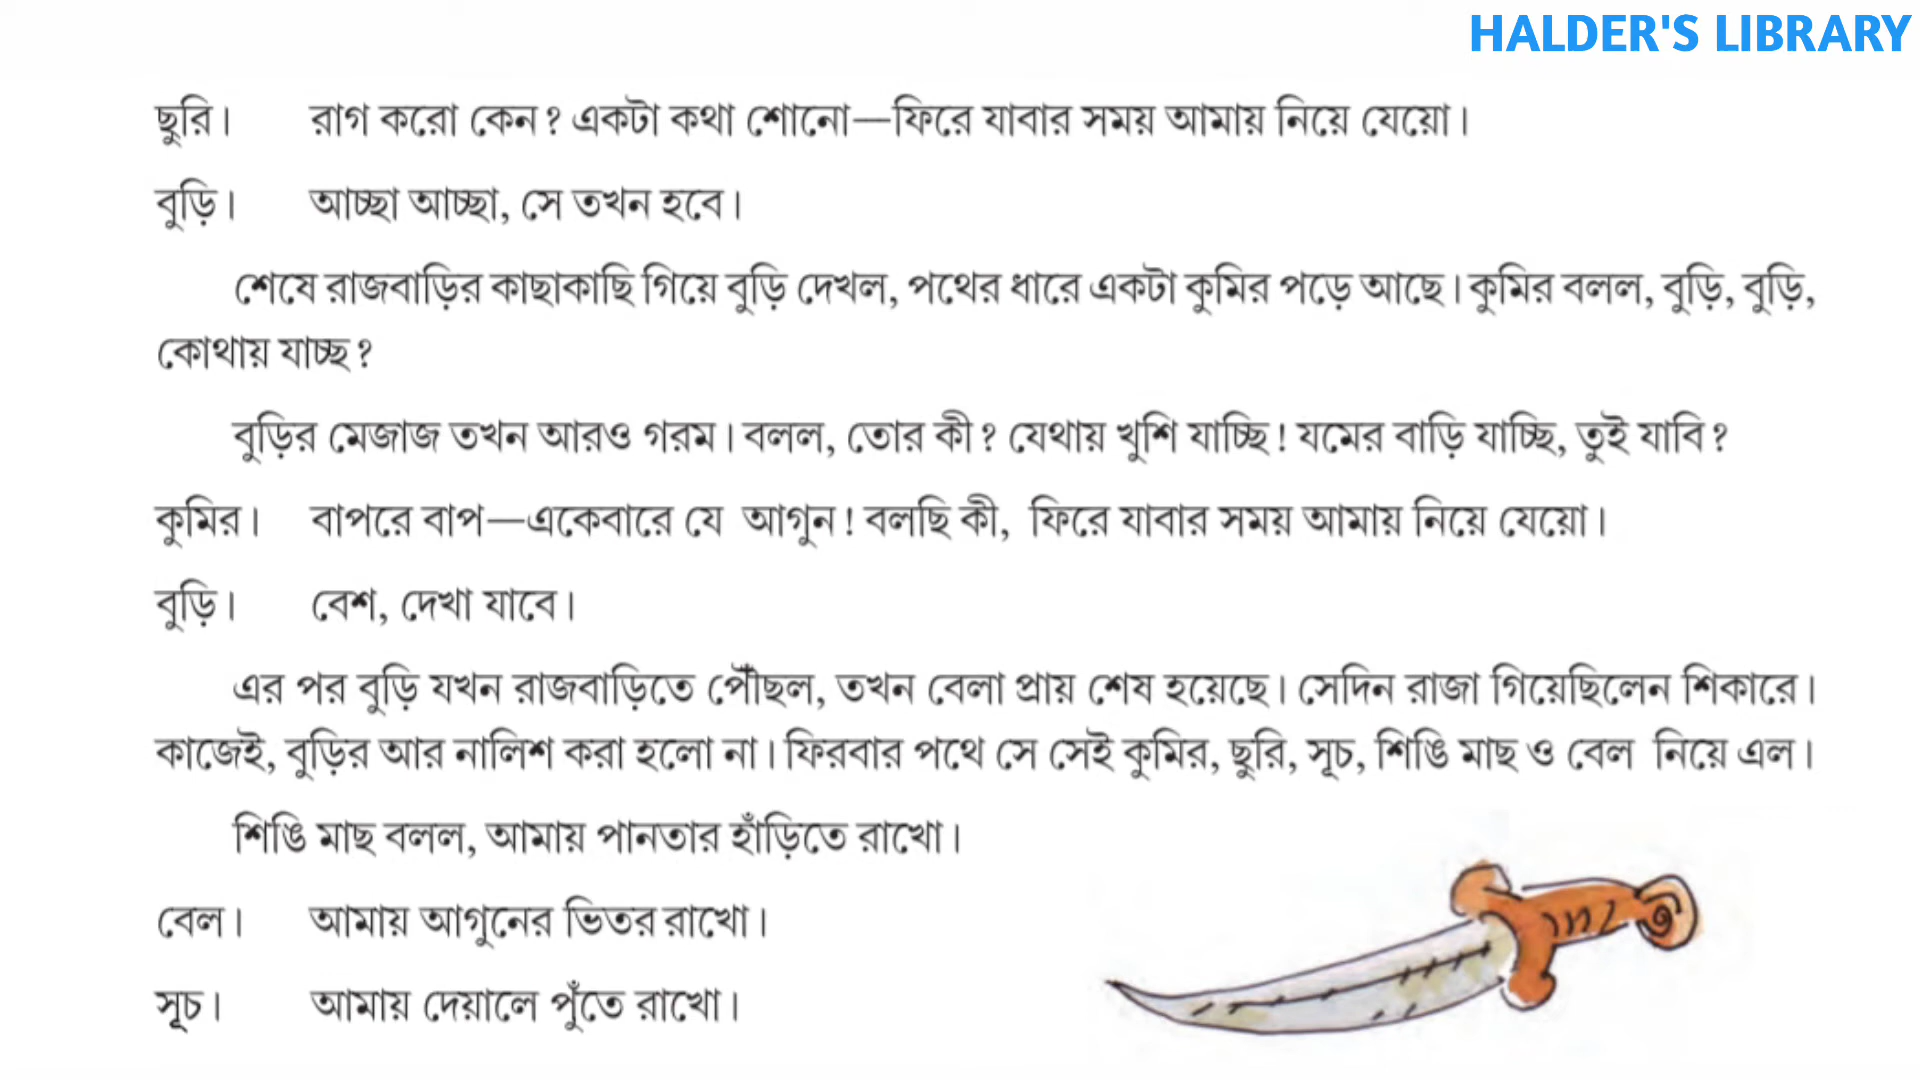 HALDER'S LIBRARY
ছুরি। রাগ করো কেন? একটা কথা শোনো—ফিরে যাবার সময় আমায় নিয়ে যেয়ো।
বুড়ি। আচ্ছা আচ্ছা, সে তখন হবে।
শেষে রাজবাড়ির কাছাকাছি গিয়ে বুড়ি দেখল, পথের ধারে একটা কুমির পড়ে আছে। কুমির বলল, বুড়ি, বুড়ি,
কোথায় যাচ্ছ?
বুড়ির মেজাজ তখন আরও গরম। বলল, তোর কী? যেথায় খুশি যাচ্ছি! যমের বাড়ি যাচ্ছি, তুই যাবি?
কুমির। বাপরে বাপ—একেবারে যে আগুন! বলছি কী, ফিরে যাবার সময় আমায় নিয়ে যেয়ো।
বুড়ি। বেশ, দেখা যাবে।
এর পর বুড়ি যখন রাজবাড়িতে পৌঁছল, তখন বেলা প্রায় শেষ হয়েছে। সেদিন রাজা গিয়েছিলেন শিকারে।
কাজেই, বুড়ির আর নালিশ করা হলো না। ফিরবার পথে সে সেই কুমির, ছুরি, সূচ, শিঙি মাছ ও বেল নিয়ে এল।
শিঙি মাছ বলল, আমায় পানতার হাঁড়িতে রাখো।
বেল। আমায় আগুনের ভিতর রাখো।
সূচ। আমায় দেয়ালে পুঁতে রাখো।